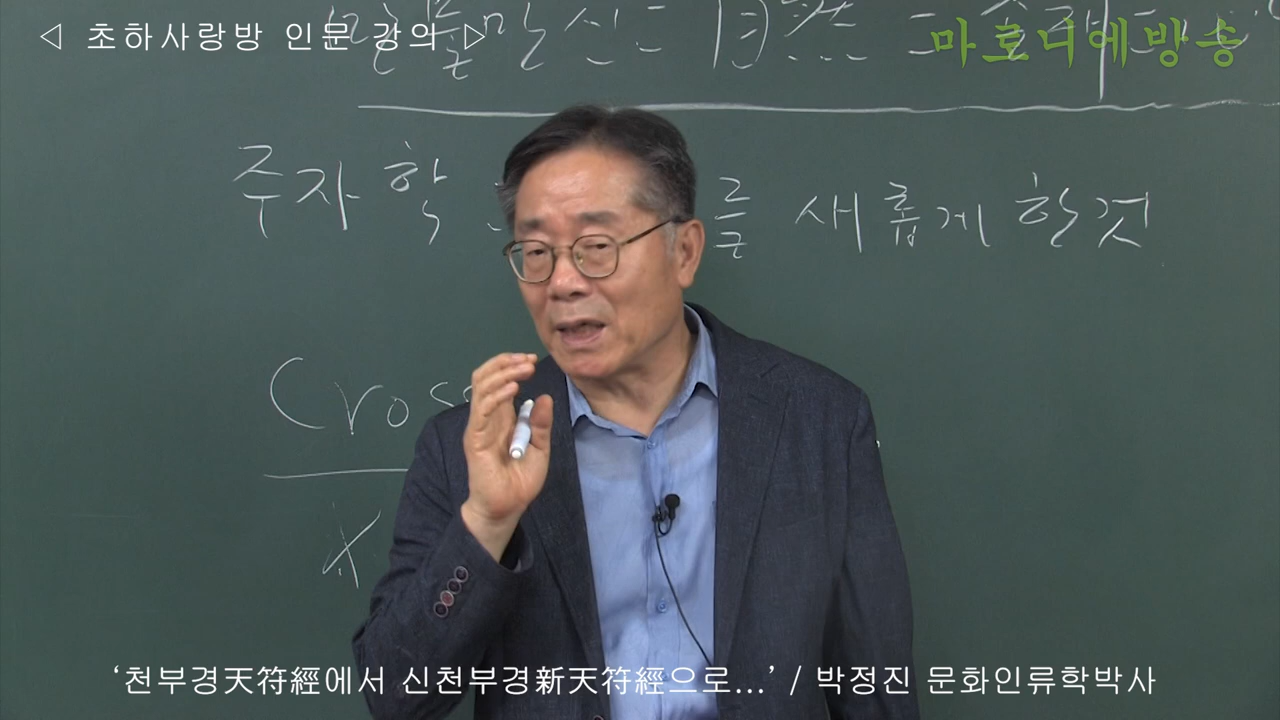 ◁ 초하사랑방 인문 강의 ▷
마로니에방송
주자학 를 새롭게 한것
Cross
‘천부경天符經에서 신천부경新天符經으로...’ / 박정진 문화인류학박사